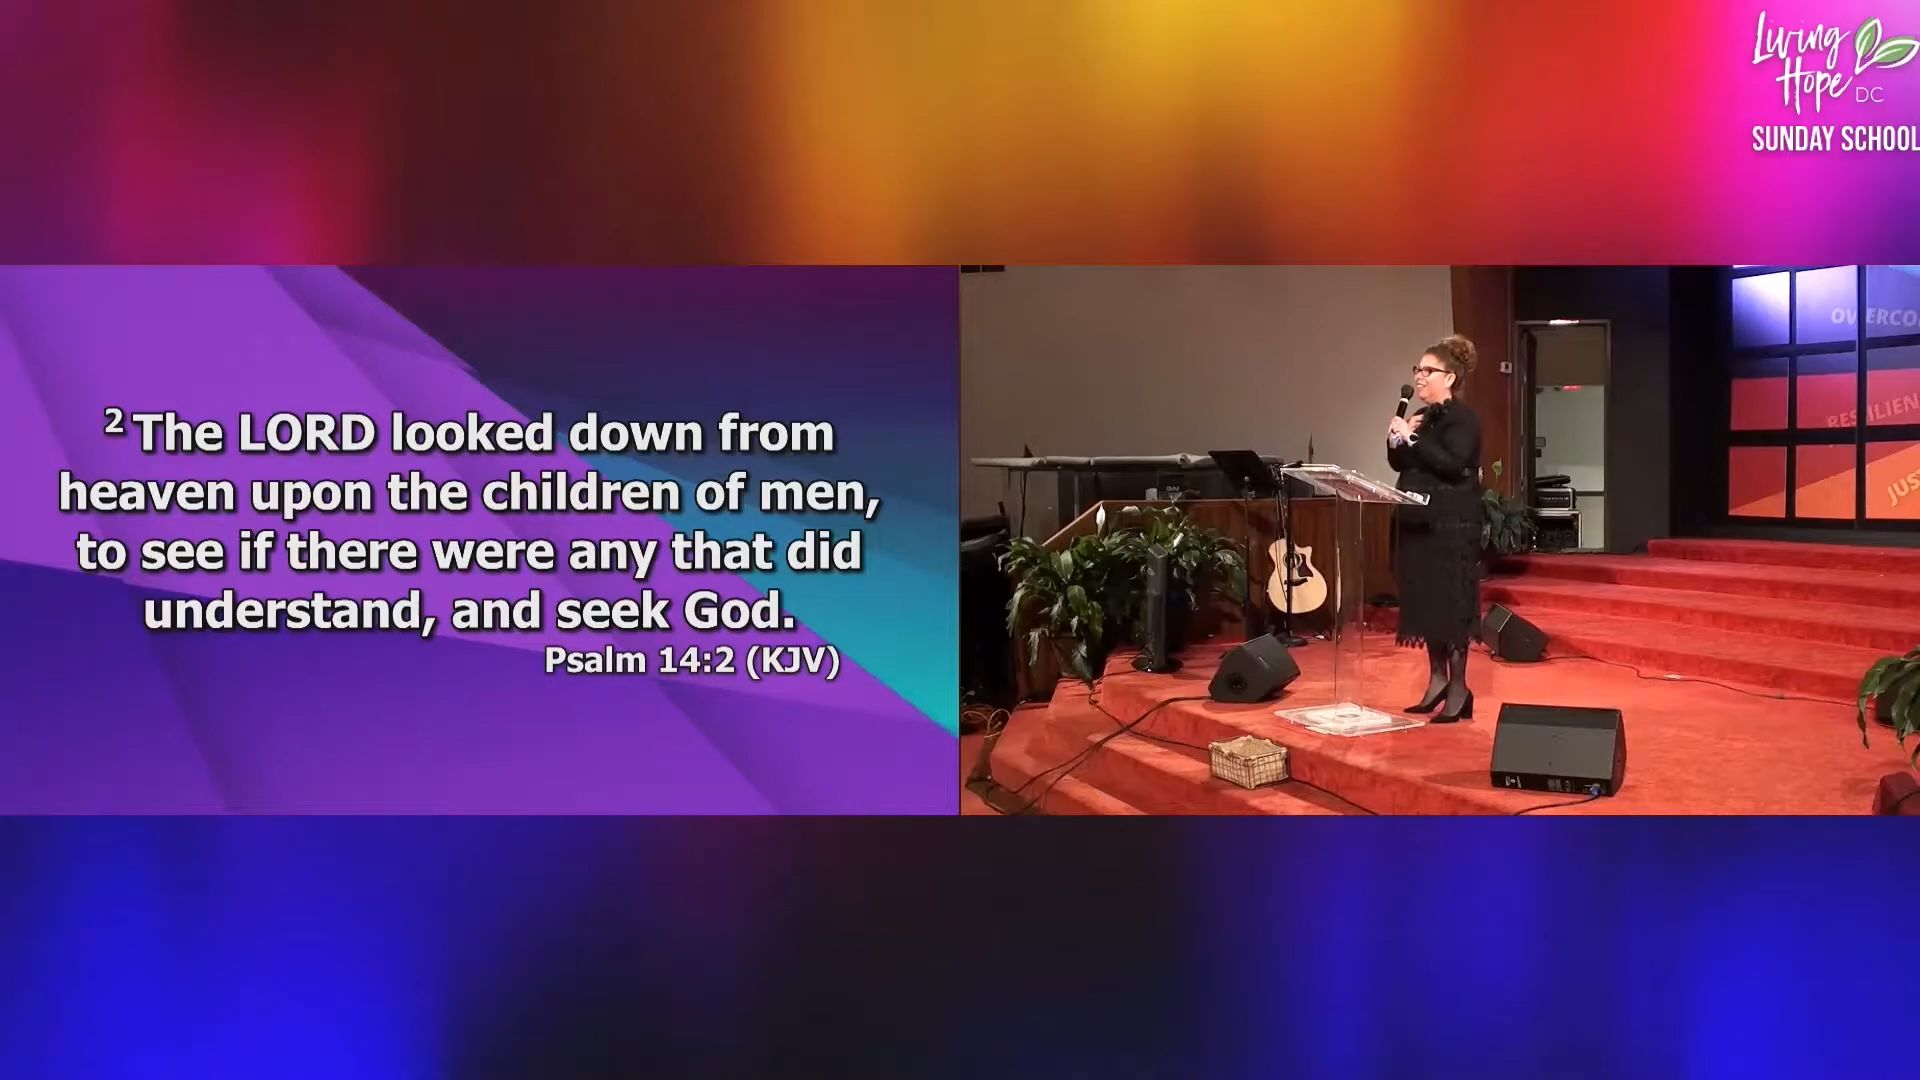 Living
Hope
DC
SUNDAY SCHOOL
2 The LORD looked down from
heaven upon the children of men,
to see if there were any that did
understand, and seek God.
Psalm 14:2 (KJV)